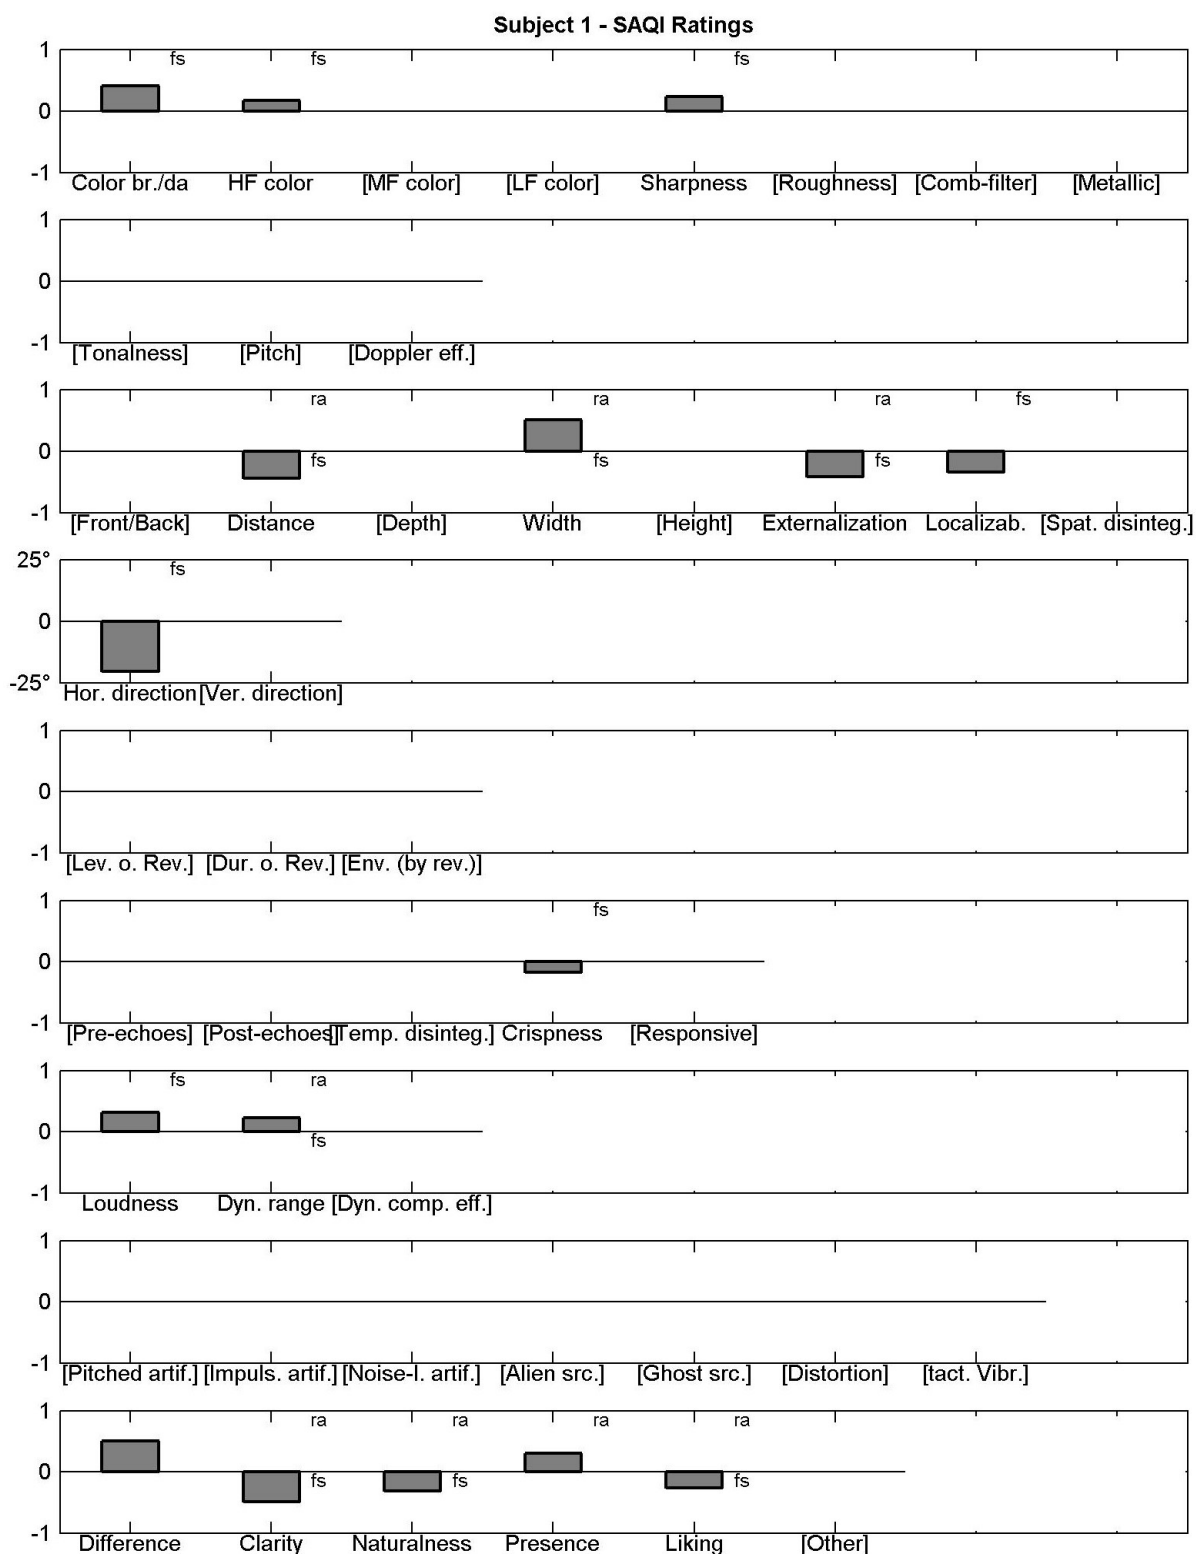 Subject 1 - SAQI Ratings
1 fs fs fs
0
-1
Color br./da HF color [MF color] [LF color] Sharpness [Roughness] [Comb-filter] [Metallic]
1
0
-1
[Tonalness] [Pitch] [Doppler eff.]
1 ra ra ra fs
0 fs fs fs
-1
[Front/Back] Distance [Depth] Width [Height] Externalization Localizab. [Spat. disinteg.]
25° fs
0
-25°
Hor. direction [Ver. direction]
1
0
-1
[Lev. o. Rev.] [Dur. o. Rev.] [Env. (by rev.)]
1 fs
0
-1
[Pre-echoes] [Post-echoes] [Temp. disinteg.] Crispness [Responsive]
1 fs ra
0 fs
-1
Loudness Dyn. range [Dyn. comp. eff.]
1
0
-1
[Pitched artif.] [Impuls. artif.] [Noise-l. artif.] [Alien src.] [Ghost src.] [Distortion] [tact. Vibr.]
1 ra ra ra ra
0 fs fs fs
-1
Difference Clarity Naturalness Presence Liking [Other]